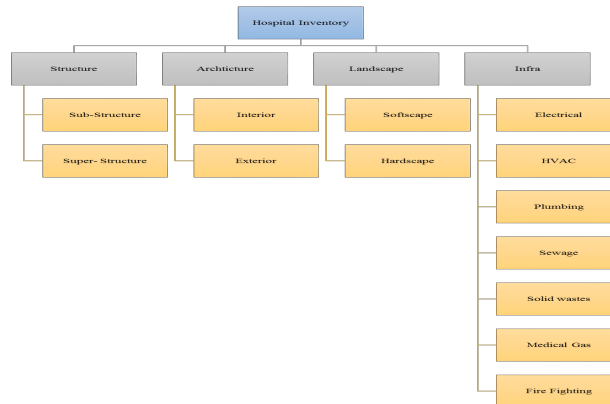 Hospital Inventory
Structure
Archticture
Landscape
Infra
Sub-Structure
Interior
Softscape
Electrical
Super- Structure
Exterior
Hardscape
HVAC
Plumbing
Sewage
Solid wastes
Medical Gas
Fire Fighting